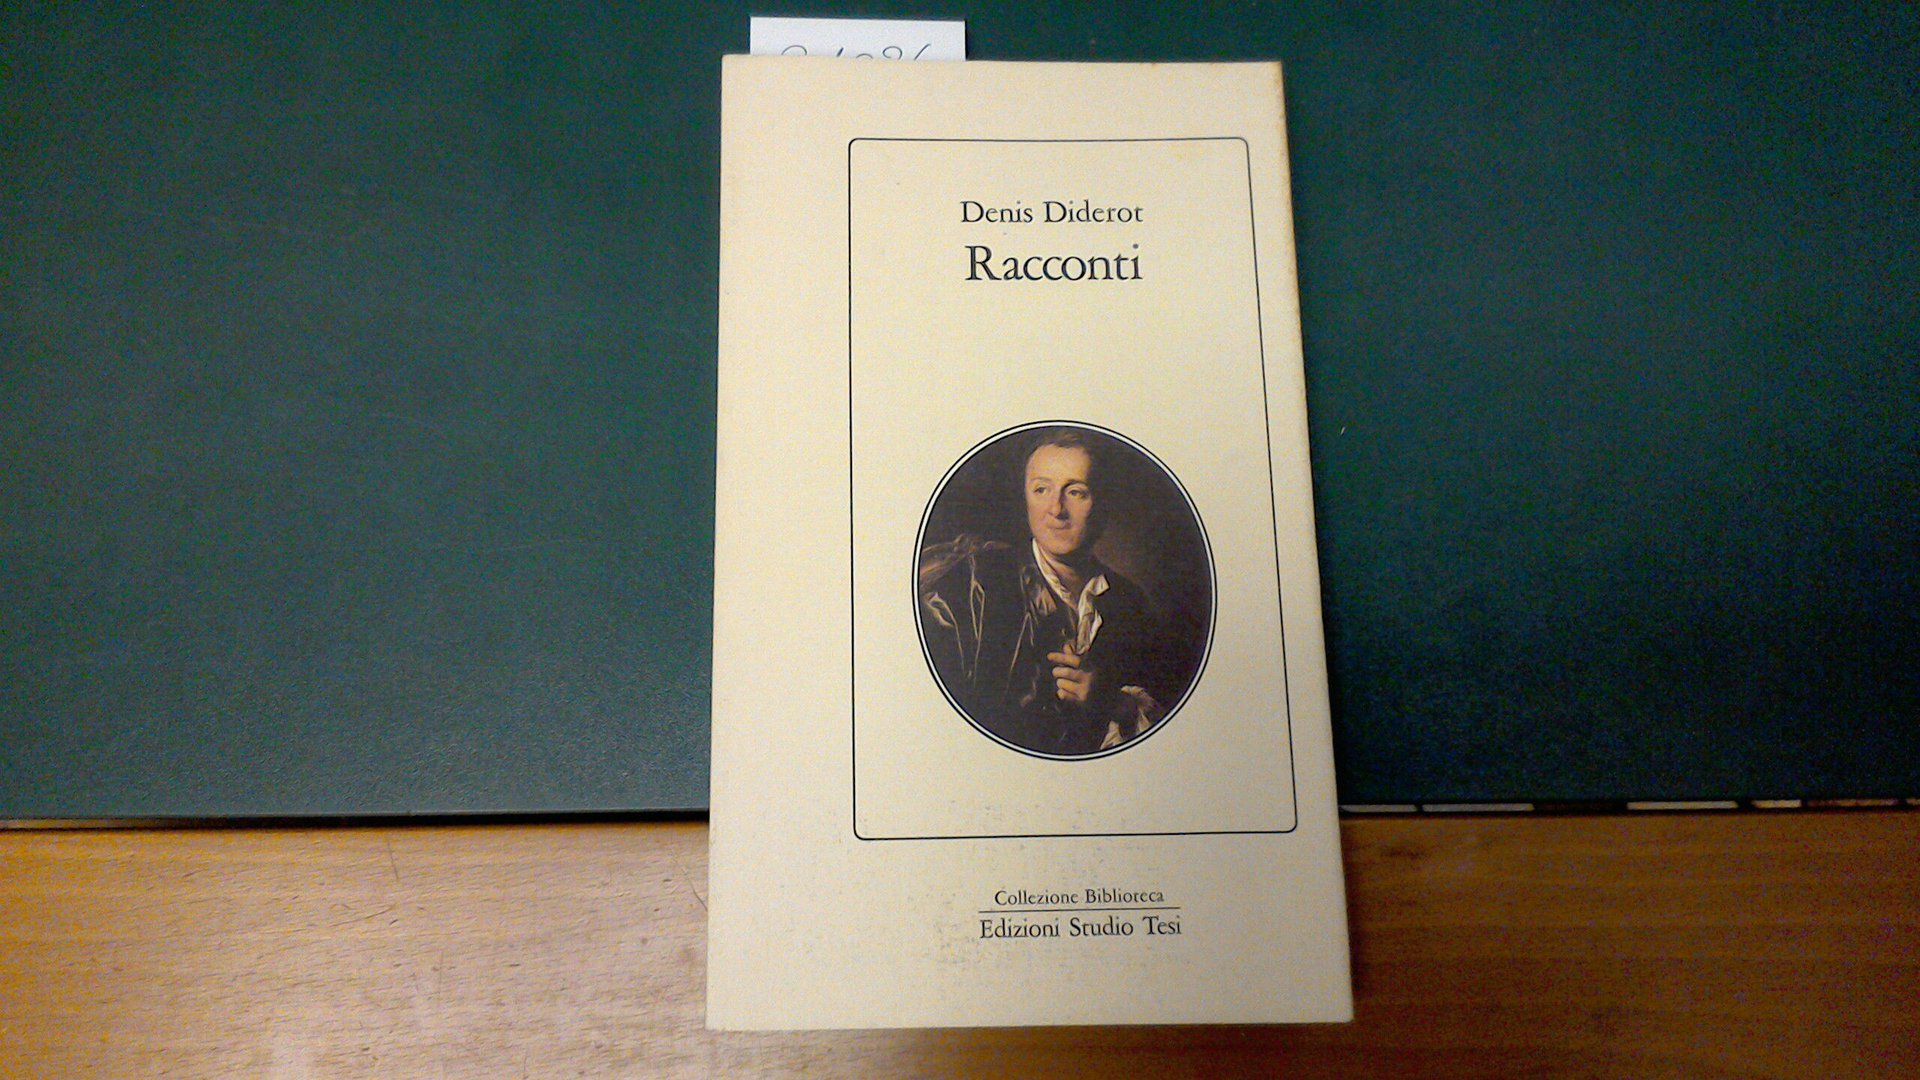 Denis Diderot
Racconti
Collezione Biblioteca
Edizioni Studio Tesi